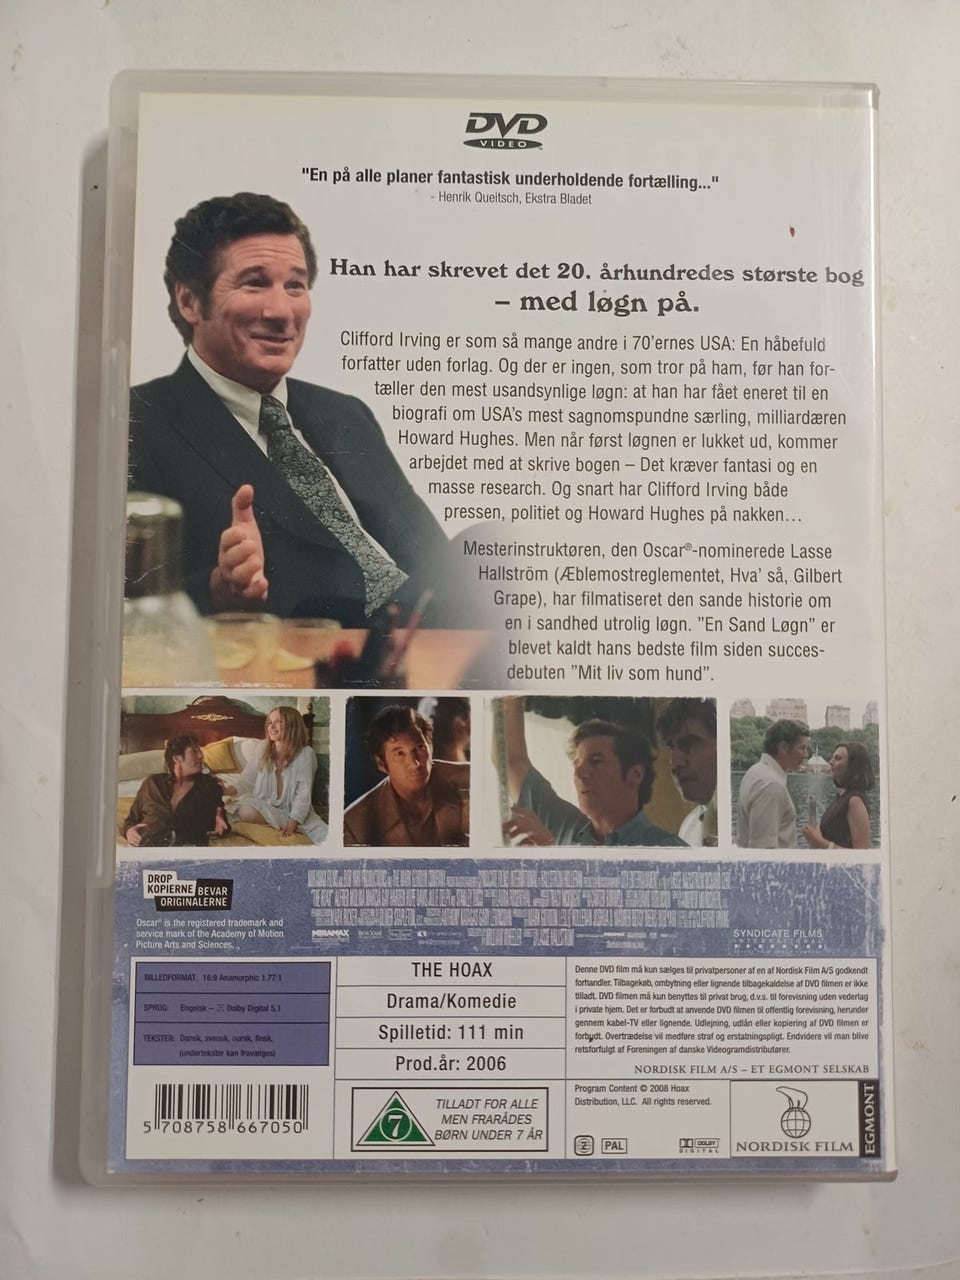 DVD
VIDEO
"En på alle planer fantastisk underholdende fortælling..."
- Henrik Queitsch, Ekstra Bladet
Han har skrevet det 20. århundredes største bog
– med løgn på.
Clifford Irving er som så mange andre i 70'ernes USA: En håbefuld
forfatter uden forlag. Og der er ingen, som tror på ham, før han for-
tæller den mest usandsynlige løgn: at han har fået eneret til en
biografi om USA's mest sagnomspundne særling, milliardæren
Howard Hughes. Men når først løgnen er lukket ud, kommer
arbejdet med at skrive bogen – Det kræver fantasi og en
masse research. Og snart har Clifford Irving både
pressen, politiet og Howard Hughes på nakken...
Mesterinstruktøren, den Oscar®-nominerede Lasse
Hallström (Æblemostreglementet, Hva' så, Gilbert
Grape), har filmatiseret den sande historie om
en i sandhed utrolig løgn. "En Sand Løgn" er
blevet kaldt hans bedste film siden succes-
debuten "Mit liv som hund".
DROP
KOPIERNE BEVAR
ORIGINALERNE
Oscar® is the registered trademark and
service mark of the Academy of Motion
Picture Arts and Sciences.
MIRAMAX
SYNDICATE FILMS
INTERNATIONAL
BILLEDFORMAT: 16:9 Anamorphic 1.77:1
SPROG: Engelsk – Dolby Digital 5.1
TEKSTER: Dansk, svensk, norsk, finsk,
(undertekster kan fravælges)
THE HOAX
Drama/Komedie
Spilletid: 111 min
Prod.år: 2006
Denne DVD film må kun sælges til privatpersoner af en af Nordisk Film A/S godkendt
forhandler. Tilbagekøb, ombytning eller lignende tilbagekaldelse af DVD filmen er ikke
tilladt. DVD filmen må kun benyttes til privat brug, d.v.s. til forevisning uden vederlag
i private hjem. Det er forbudt at anvende DVD filmen til offentlig forevisning, herunder
gennem kabel-TV eller lignende. Udlejning, udlån eller kopiering af DVD filmen er
forbudt. Overtrædelse vil medføre straf og erstatningspligt. Endvidere vil man blive
retsforfulgt af Foreningen af danske Videogramdistributører.
NORDISK FILM A/S – ET EGMONT SELSKAB
5 708758 667050
7
TILLADT FOR ALLE
MEN FRARÅDES
BØRN UNDER 7 ÅR
Program Content © 2008 Hoax
Distribution, LLC. All rights reserved.
2 PAL
DOLBY
DIGITAL
NORDISK FILM
EGMONT